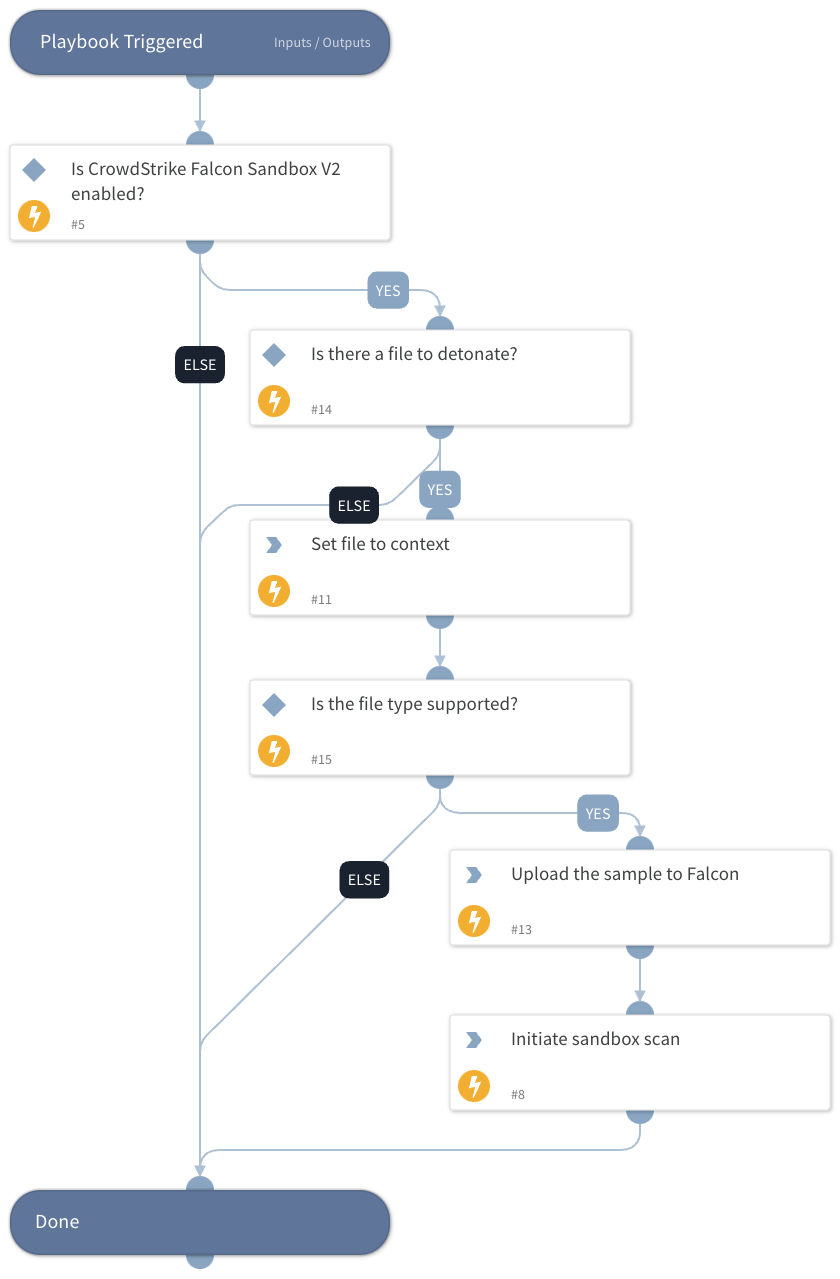 Playbook Triggered
Inputs / Outputs
Is CrowdStrike Falcon Sandbox V2
enabled?
#5
YES
ELSE
Is there a file to detonate?
#14
YES
ELSE
Set file to context
#11
Is the file type supported?
#15
YES
ELSE
Upload the sample to Falcon
#13
Initiate sandbox scan
#8
Done